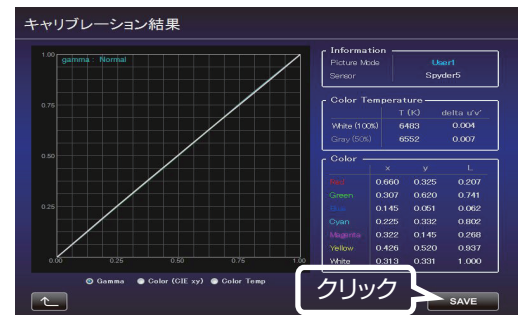 キャリブレーション結果
gamma : Normal
1.00
0.75
0.50
0.25
0.00 0.25 0.50 0.75 1.00
Gamma Color (CIE xy) Color Temp
Information
Picture Mode User1
Sensor Spyder5
Color Temperature
T (K) delta u'v'
White (100%) 6483 0.004
Gray (50%) 6552 0.007
Color
x y L
Red 0.660 0.325 0.207
Green 0.307 0.620 0.741
Blue 0.145 0.051 0.062
Cyan 0.225 0.332 0.802
Magenta 0.322 0.145 0.268
Yellow 0.426 0.520 0.937
White 0.313 0.331 1.000
クリック
SAVE